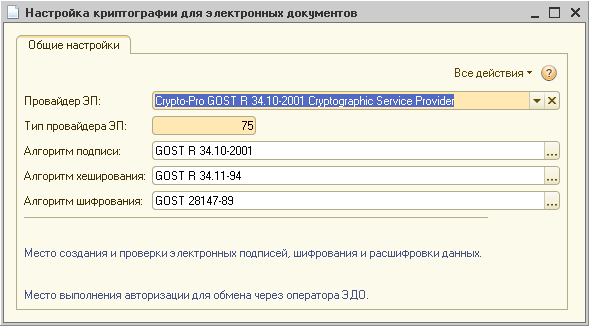 Настройка криптографии для электронных документов
Общие настройки
Все действия ?
Провайдер ЭП: Crypto-Pro GOST R 34.10-2001 Cryptographic Service Provider
Тип провайдера ЭП: 75
Алгоритм подписи: GOST R 34.10-2001 ...
Алгоритм хеширования: GOST R 34.11-94 ...
Алгоритм шифрования: GOST 28147-89 ...
Место создания и проверки электронных подписей, шифрования и расшифровки данных.
Место выполнения авторизации для обмена через оператора ЭДО.